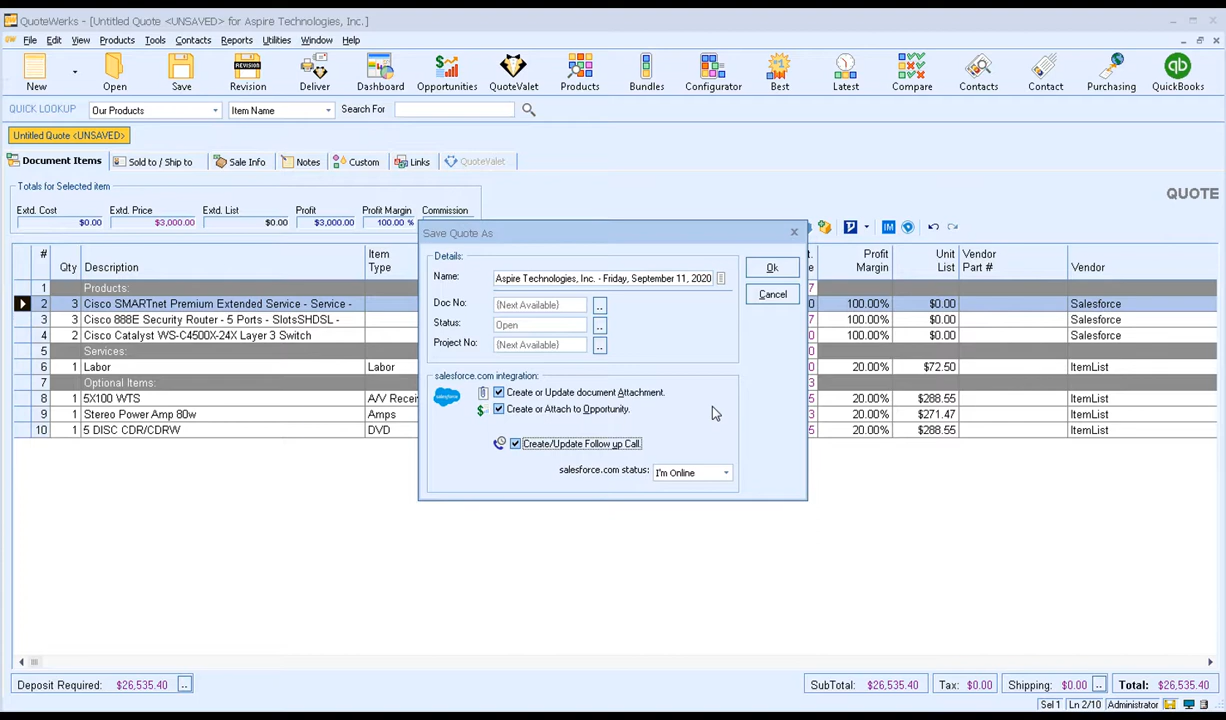 QuoteWerks - [Untitled Quote <UNSAVED> for Aspire Technologies, Inc. ]
File Edit View Products Tools Contacts Reports Utilities Window Help
New Open Save Revision Deliver Dashboard Opportunities QuoteValet Products Bundles Configurator Best Latest Compare Contacts Contact Purchasing QuickBooks
QUICK LOOKUP Our Products Item Name Search For
Untitled Quote <UNSAVED>
Document Items Sold to / Ship to Sale Info Notes Custom Links QuoteValet
Totals for Selected item
QUOTE
Extd. Cost Extd. Price Extd. List Profit Profit Margin Commission
$0.00 $3,000.00 $0.00 $3,000.00 100.00 %
# Qty Description Item Type Profit Margin Unit List Vendor Part # Vendor
1 Products:
2 3 Cisco SMARTnet Premium Extended Service - Service - 0 100.00% $0.00 Salesforce
3 3 Cisco 888E Security Router - 5 Ports - SlotsSHDSL - 7 100.00% $0.00 Salesforce
4 2 Cisco Catalyst WS-C4500X-24X Layer 3 Switch 0 100.00% $0.00 Salesforce
5 Services: 0
6 1 Labor Labor 20.00% $72.50 ItemList
7 Optional Items: 3
8 1 5X100 WTS A/V Recei 5 20.00% $288.55 ItemList
9 1 Stereo Power Amp 80w Amps 3 20.00% $271.47 ItemList
10 1 5 DISC CDR/CDRW DVD 5 20.00% $288.55 ItemList
Save Quote As
Details:
Name: Aspire Technologies, Inc. - Friday, September 11, 2020
Ok
Doc No: {Next Available} ..
Cancel
Status: Open ..
Project No: {Next Available} ..
salesforce.com integration:
salesforce Create or Update document Attachment.
Create or Attach to Opportunity.
Create/Update Follow up Call.
salesforce.com status: I'm Online
Deposit Required: $26,535.40 .. SubTotal: $26,535.40 Tax: $0.00 Shipping: $0.00 .. Total: $26,535.40
Sel 1 Ln 2/10 Administrator